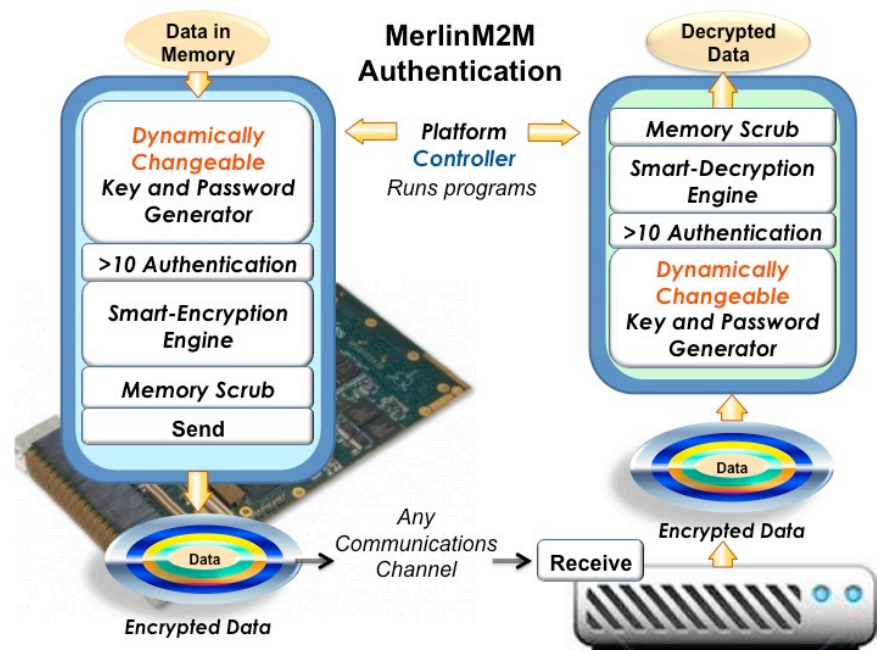 Data in
Memory
MerlinM2M
Authentication
Decrypted
Data
Dynamically
Changeable
Key and Password
Generator
>10 Authentication
Smart-Encryption
Engine
Memory Scrub
Send
Platform
Controller
Runs programs
Memory Scrub
Smart-Decryption
Engine
>10 Authentication
Dynamically
Changeable
Key and Password
Generator
Data
Encrypted Data
Any
Communications
Channel
Receive
Data
Encrypted Data